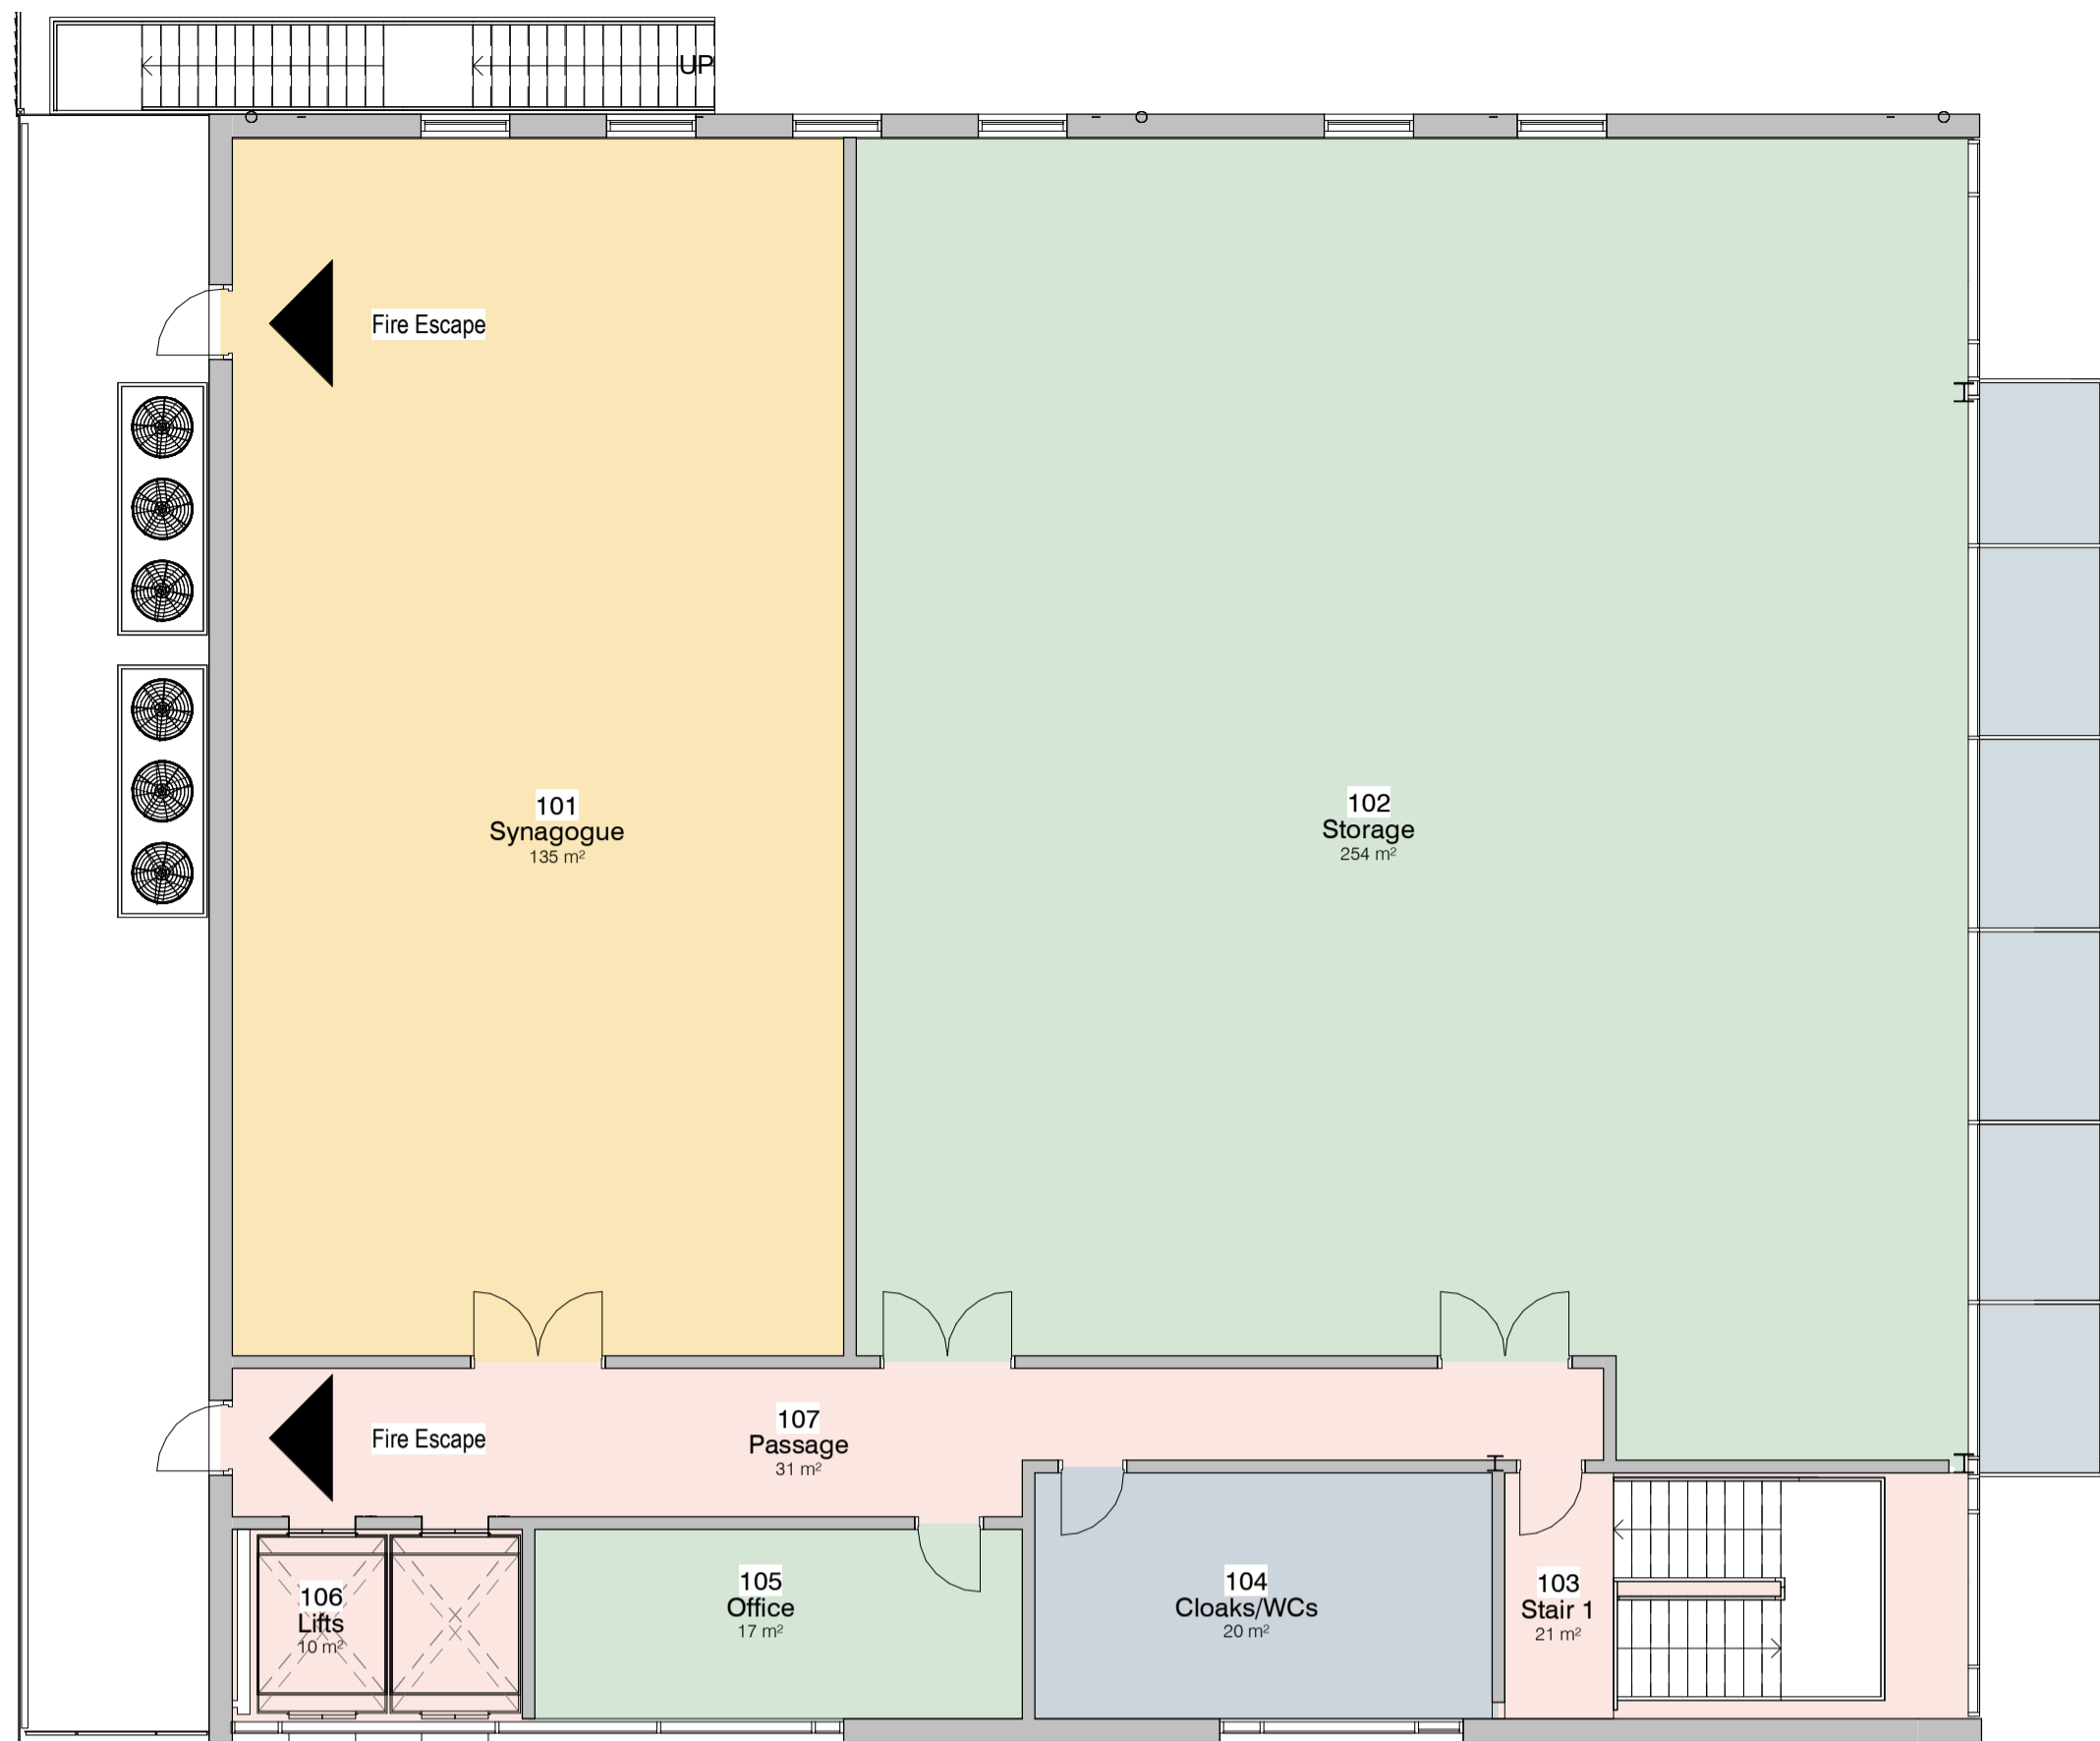 UP
Fire Escape
101
Synagogue
135 m²
102
Storage
254 m²
107
Passage
31 m²
Fire Escape
106
Lifts
10 m²
105
Office
17 m²
104
Cloaks/WCs
20 m²
103
Stair 1
21 m²